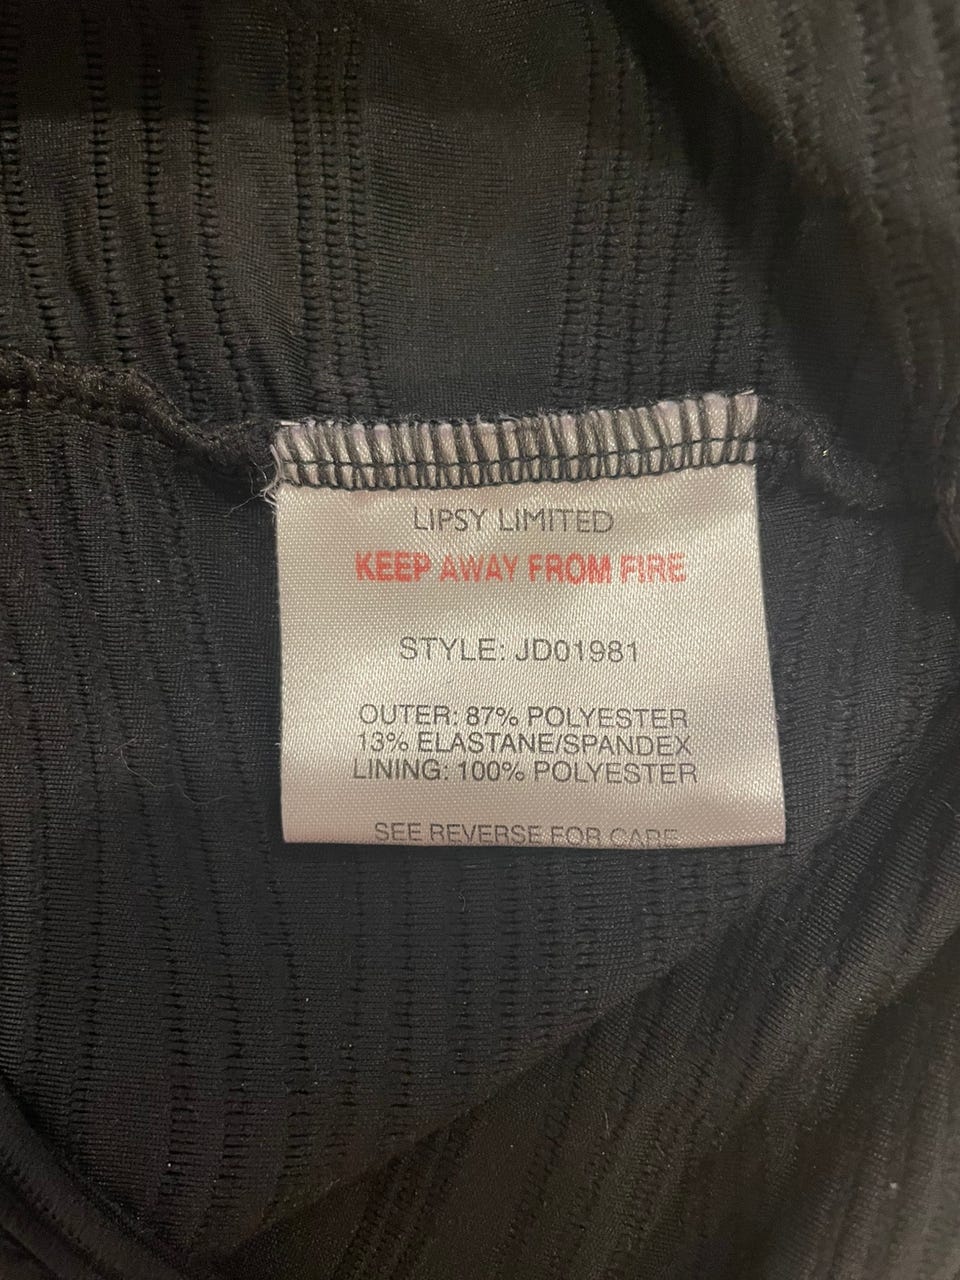 LIPSY LIMITED
KEEP AWAY FROM FIRE
STYLE: JD01981
OUTER: 87% POLYESTER
13% ELASTANE/SPANDEX
LINING: 100% POLYESTER
SEE REVERSE FOR CARE